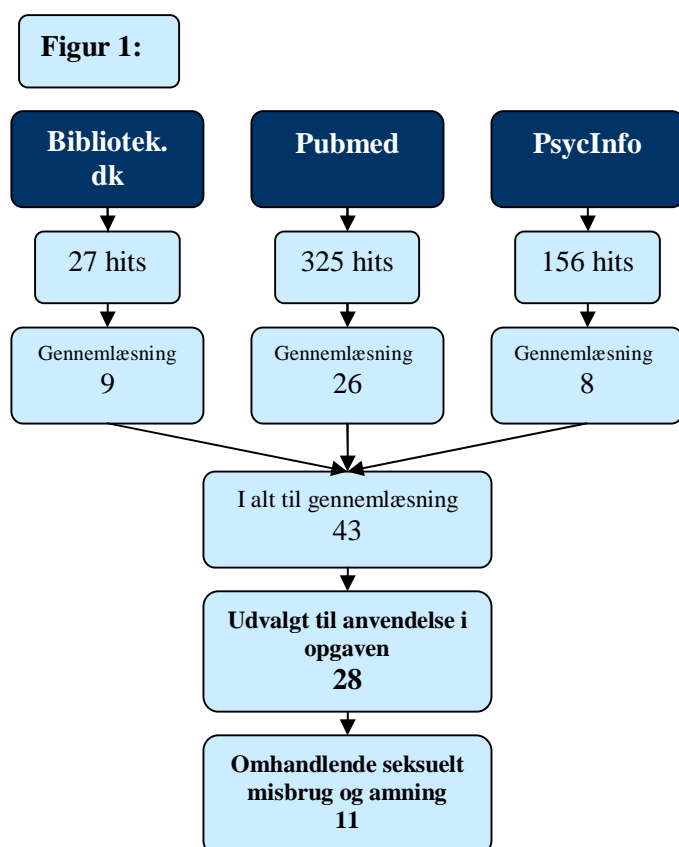 Figur 1:
Bibliotek.
dk
Pubmed
PsycInfo
27 hits
325 hits
156 hits
Gennemlæsning
9
Gennemlæsning
26
Gennemlæsning
8
I alt til gennemlæsning
43
Udvalgt til anvendelse i
opgaven
28
Omhandlende seksuelt
misbrug og amning
11